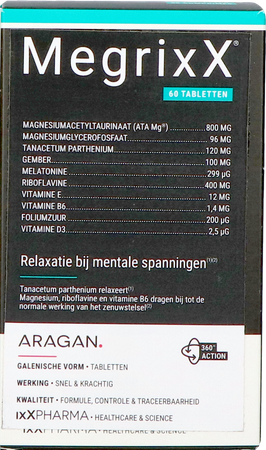 MegrixX®
60 TABLETTEN
MAGNESIUMACETYLTAURINAAT (ATA Mg®) 800 MG
MAGNESIUMGLYCEROFOSFAAT 96 MG
TANACETUM PARTHENIUM 120 MG
GEMBER 100 MG
MELATONINE 299 µG
RIBOFLAVINE 400 MG
VITAMINE E 12 MG
VITAMINE B6 1,4 MG
FOLIUMZUUR 200 µG
VITAMINE D3 2,5 µG
Relaxatie bij mentale spanningen(1)(2)
Tanacetum parthenium relaxeert(1)
Magnesium, riboflavine en vitamine B6 dragen bij tot de
normale werking van het zenuwstelsel(2)
ARAGAN.
360°
ACTION
GALENISCHE VORM • TABLETTEN
WERKING • SNEL & KRACHTIG
KWALITEIT • FORMULE, CONTROLE & TRACEERBAARHEID
IXXPHARMA • HEALTHCARE & SCIENCE
IXXPHARMA • HEALTHCARE & SCIENCE